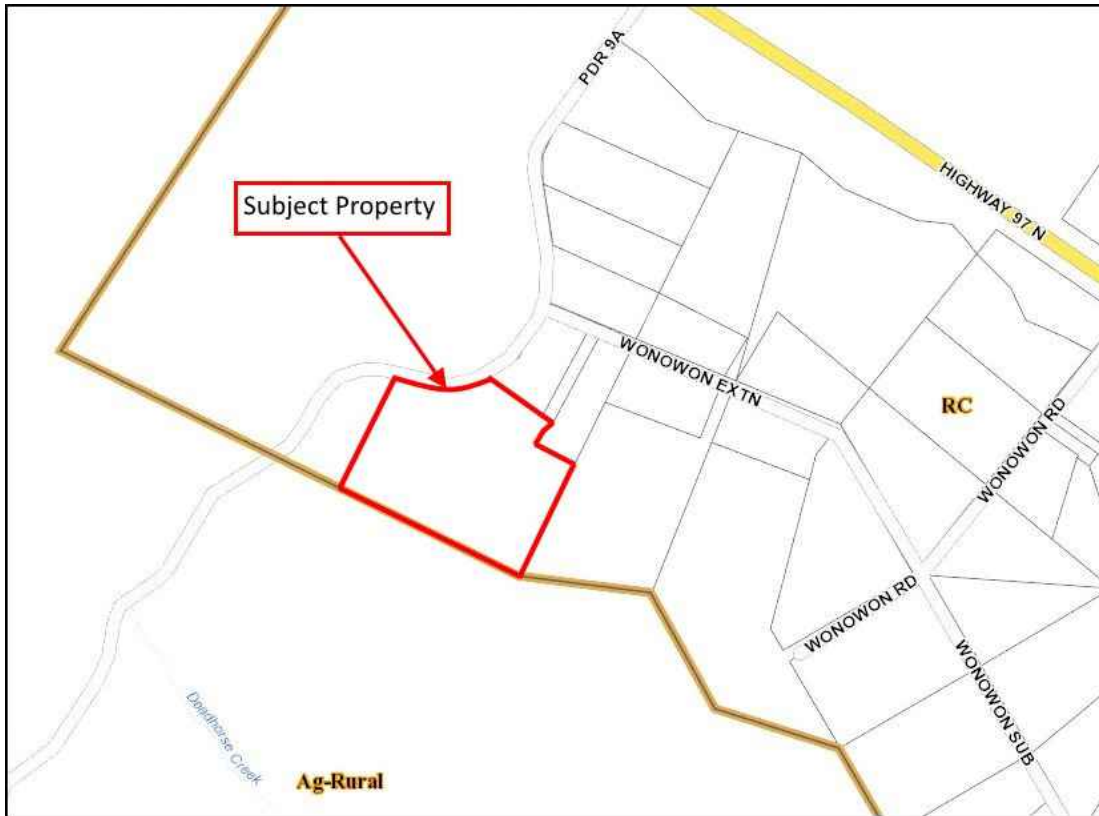 PDR 9A
HIGHWAY 97 N
Subject Property
WONOWON EXTN
RC
WONOWON RD
WONOWON RD
WONOWON SUB
Deadhorse Creek
Ag-Rural